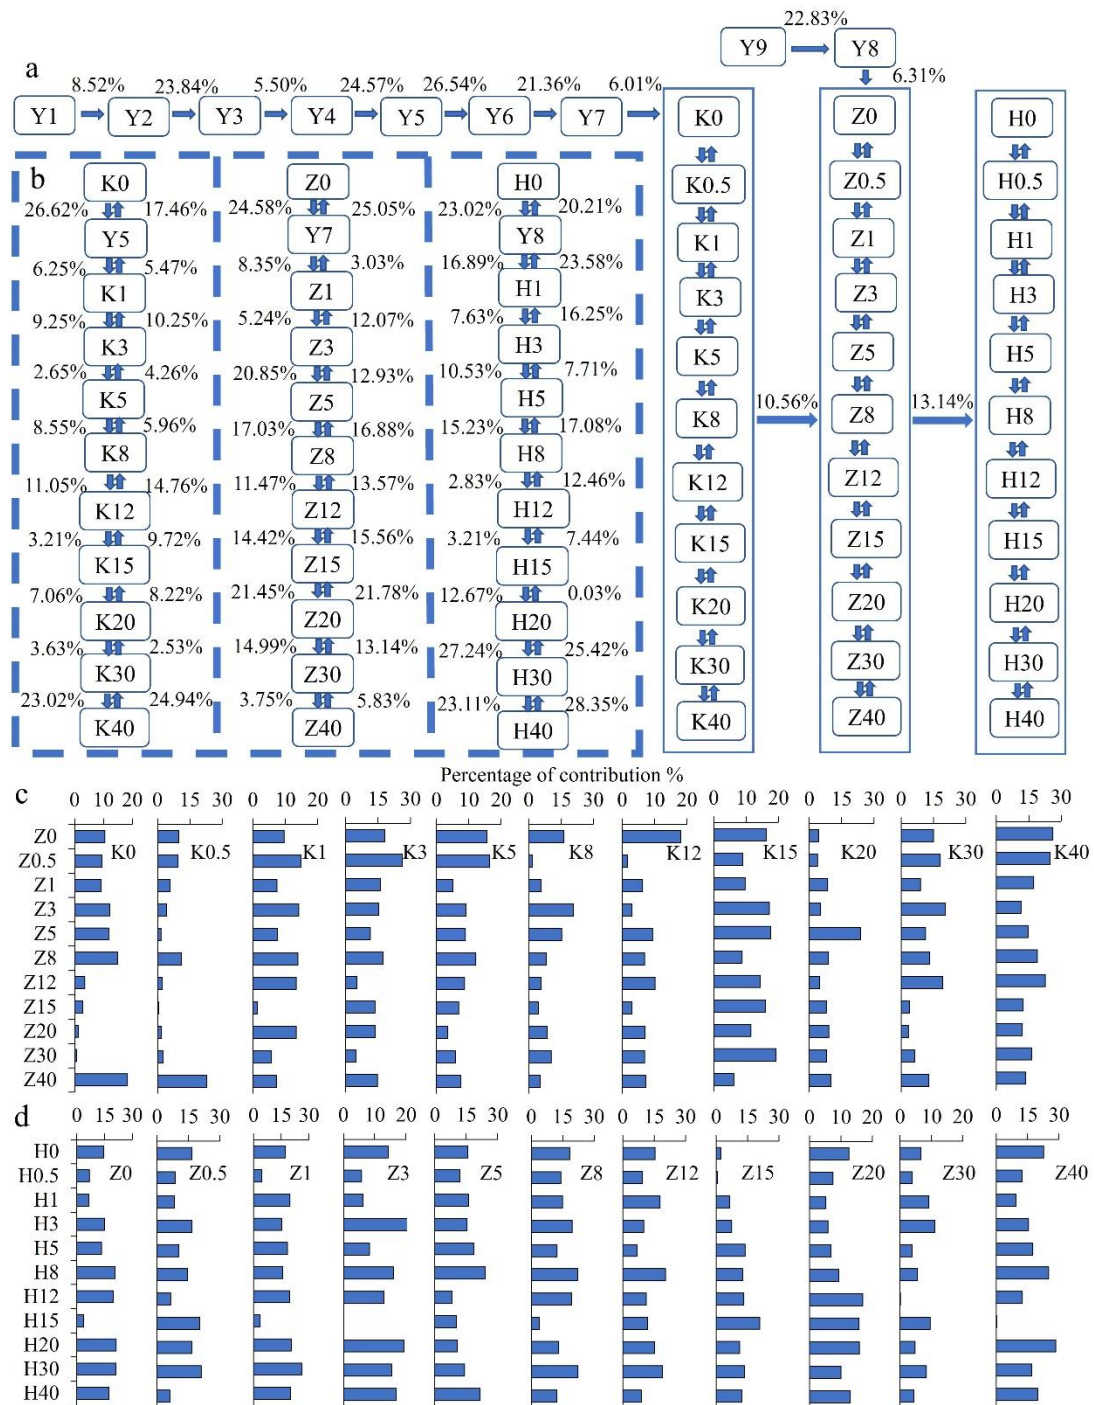 22.83%
Y9 Y8
a 8.52% 23.84% 5.50% 24.57% 26.54% 21.36% 6.01% 6.31%
Y1 Y2 Y3 Y4 Y5 Y6 Y7 K0 Z0 H0
b
K0 Z0 H0 K0.5 Z0.5 H0.5
26.62% 17.46% 24.58% 25.05% 23.02% 20.21%
Y5 Y7 Y8 K1 Z1 H1
6.25% 5.47% 8.35% 3.03% 16.89% 23.58%
K1 Z1 H1 K3 Z3 H3
9.25% 10.25% 5.24% 12.07% 7.63% 16.25%
K3 Z3 H3 K5 Z5 H5
2.65% 4.26% 20.85% 12.93% 10.53% 7.71%
K5 Z5 H5 K8 10.56% Z8 13.14% H8
8.55% 5.96% 17.03% 16.88% 15.23% 17.08%
K8 Z8 H8 K12 Z12 H12
11.05% 14.76% 11.47% 13.57% 2.83% 12.46%
K12 Z12 H12 K15 Z15 H15
3.21% 9.72% 14.42% 15.56% 3.21% 7.44%
K15 Z15 H15 K20 Z20 H20
7.06% 8.22% 21.45% 21.78% 12.67% 0.03%
K20 Z20 H20 K30 Z30 H30
3.63% 2.53% 14.99% 13.14% 27.24% 25.42%
K30 Z30 H30 K40 Z40 H40
23.02% 24.94% 3.75% 5.83% 23.11% 28.35%
K40 Z40 H40
Percentage of contribution %
c
0 10 20 0 15 30 0 10 20 0 15 30 0 10 20 0 15 30 0 10 20 0 10 20 0 15 30 0 15 30 0 15 30
Z0
Z0.5 K0 K0.5 K1 K3 K5 K8 K12 K15 K20 K30 K40
Z1
Z3
Z5
Z8
Z12
Z15
Z20
Z30
Z40
d
0 15 30 0 15 30 0 15 30 0 10 20 0 15 30 0 15 30 0 15 30 0 15 30 0 15 30 0 15 30 0 15 30
H0
H0.5 Z0 Z0.5 Z1 Z3 Z5 Z8 Z12 Z15 Z20 Z30 Z40
H1
H3
H5
H8
H12
H15
H20
H30
H40